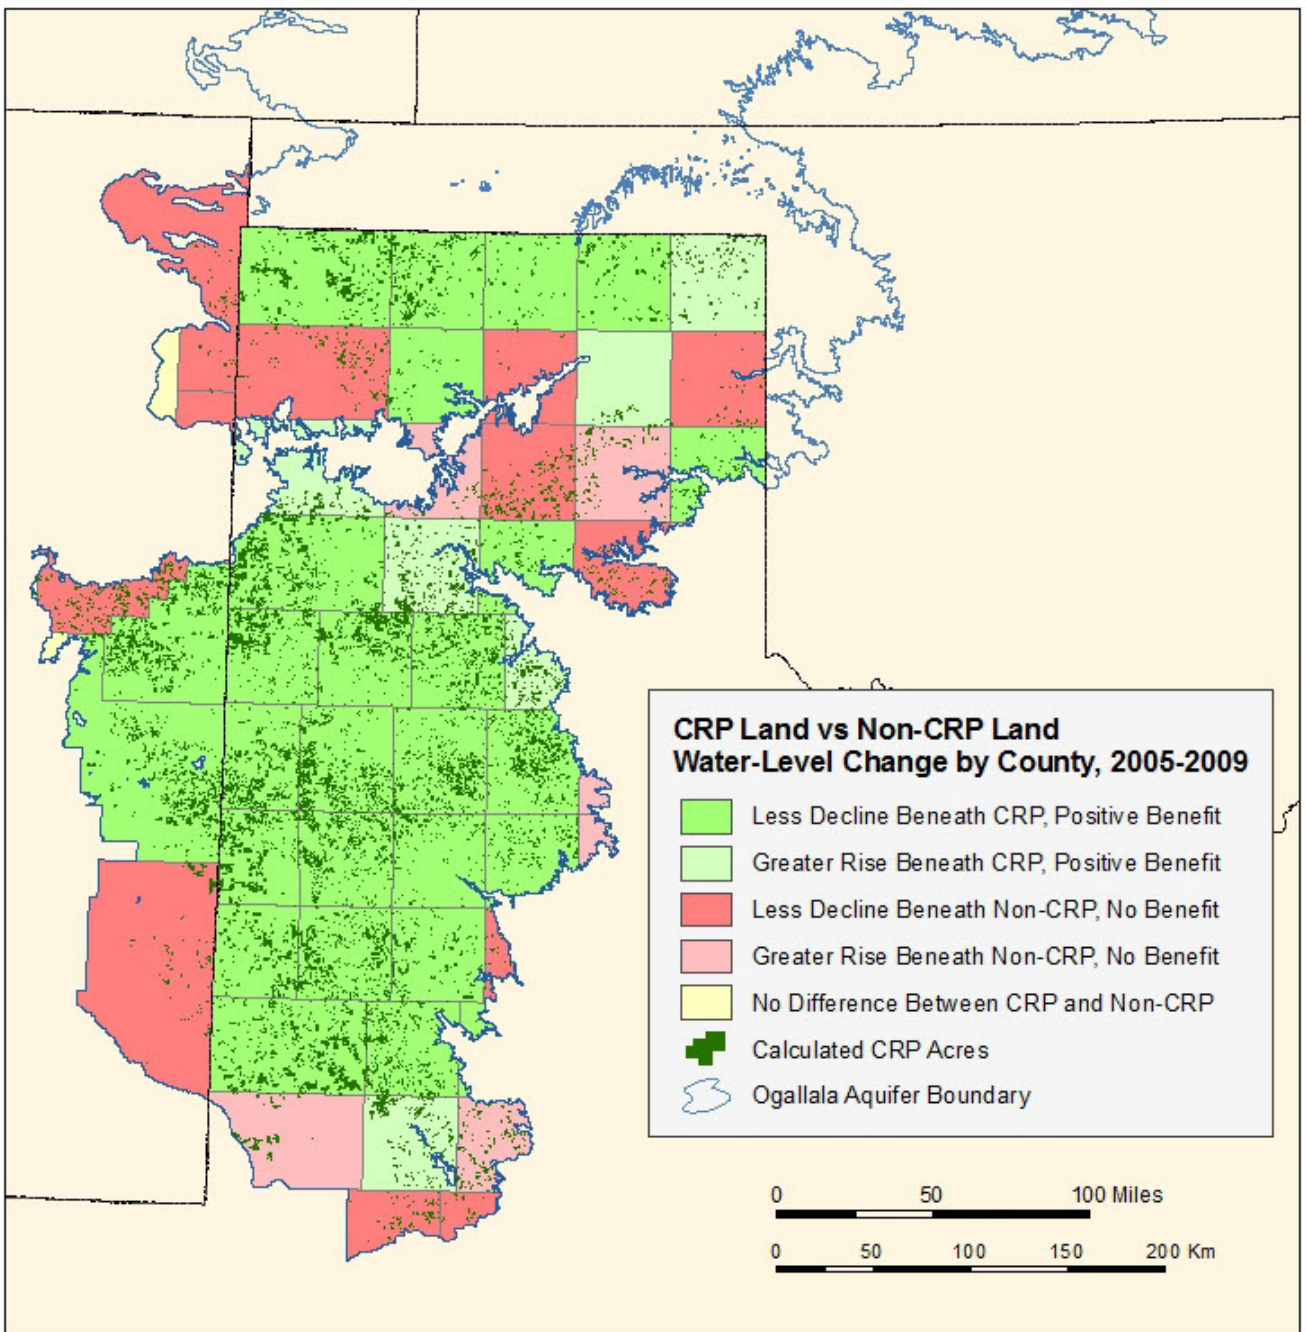 CRP Land vs Non-CRP Land
Water-Level Change by County, 2005-2009
Less Decline Beneath CRP, Positive Benefit
Greater Rise Beneath CRP, Positive Benefit
Less Decline Beneath Non-CRP, No Benefit
Greater Rise Beneath Non-CRP, No Benefit
No Difference Between CRP and Non-CRP
Calculated CRP Acres
Ogallala Aquifer Boundary
0 50 100 Miles
0 50 100 150 200 Km